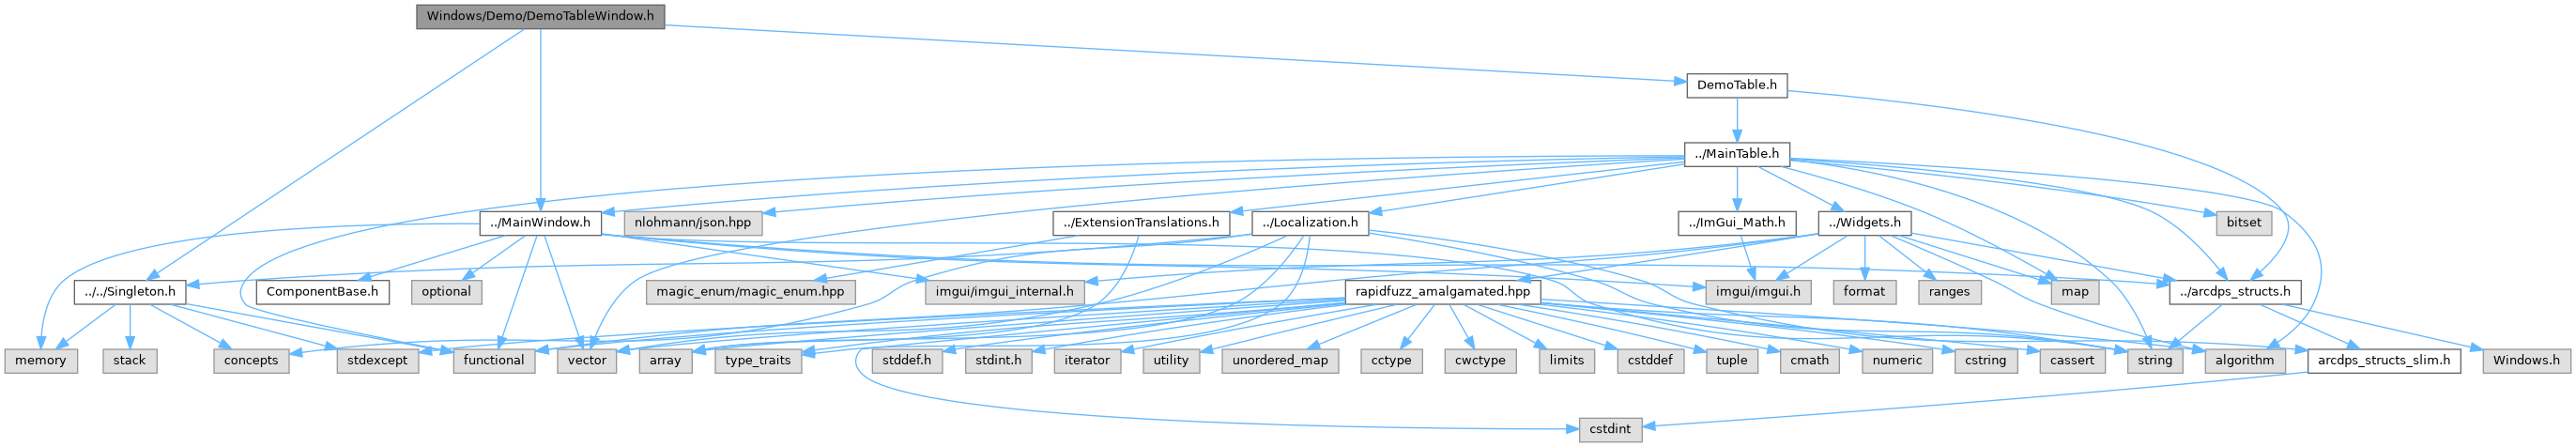 Windows/Demo/DemoTableWindow.h
DemoTable.h
../MainTable.h
../MainWindow.h
nlohmann/json.hpp
../ExtensionTranslations.h
../Localization.h
../ImGui_Math.h
../Widgets.h
bitset
../../Singleton.h
ComponentBase.h
optional
magic_enum/magic_enum.hpp
imgui/imgui_internal.h
rapidfuzz_amalgamated.hpp
imgui/imgui.h
format
ranges
map
../arcdps_structs.h
memory
stack
concepts
stdexcept
functional
vector
array
type_traits
stddef.h
stdint.h
iterator
utility
unordered_map
cctype
cwctype
limits
cstddef
tuple
cmath
numeric
cstring
cassert
string
algorithm
arcdps_structs_slim.h
Windows.h
cstdint